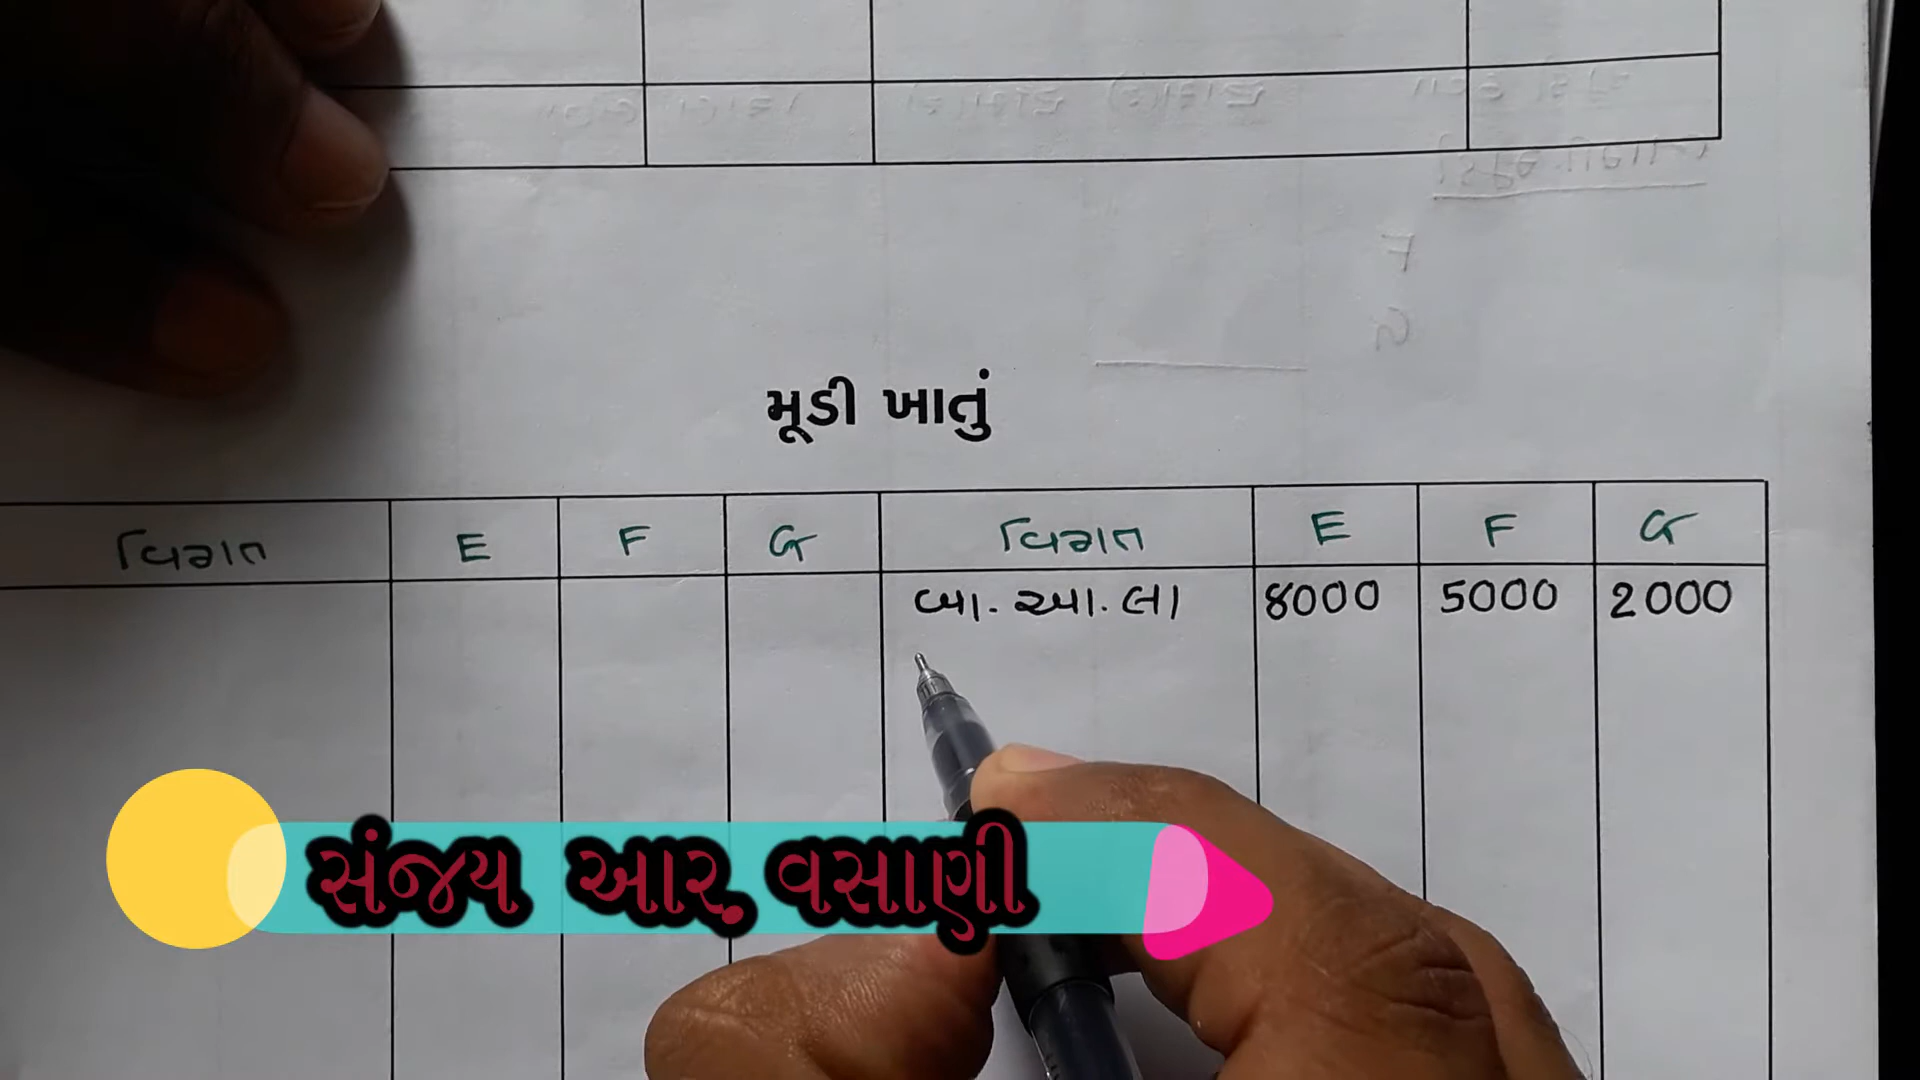 મૂડી ખાતું
વિગત E F G વિગત E F G
બા. આ. લા 8000 5000 2000
સંજય આર. વસાણી